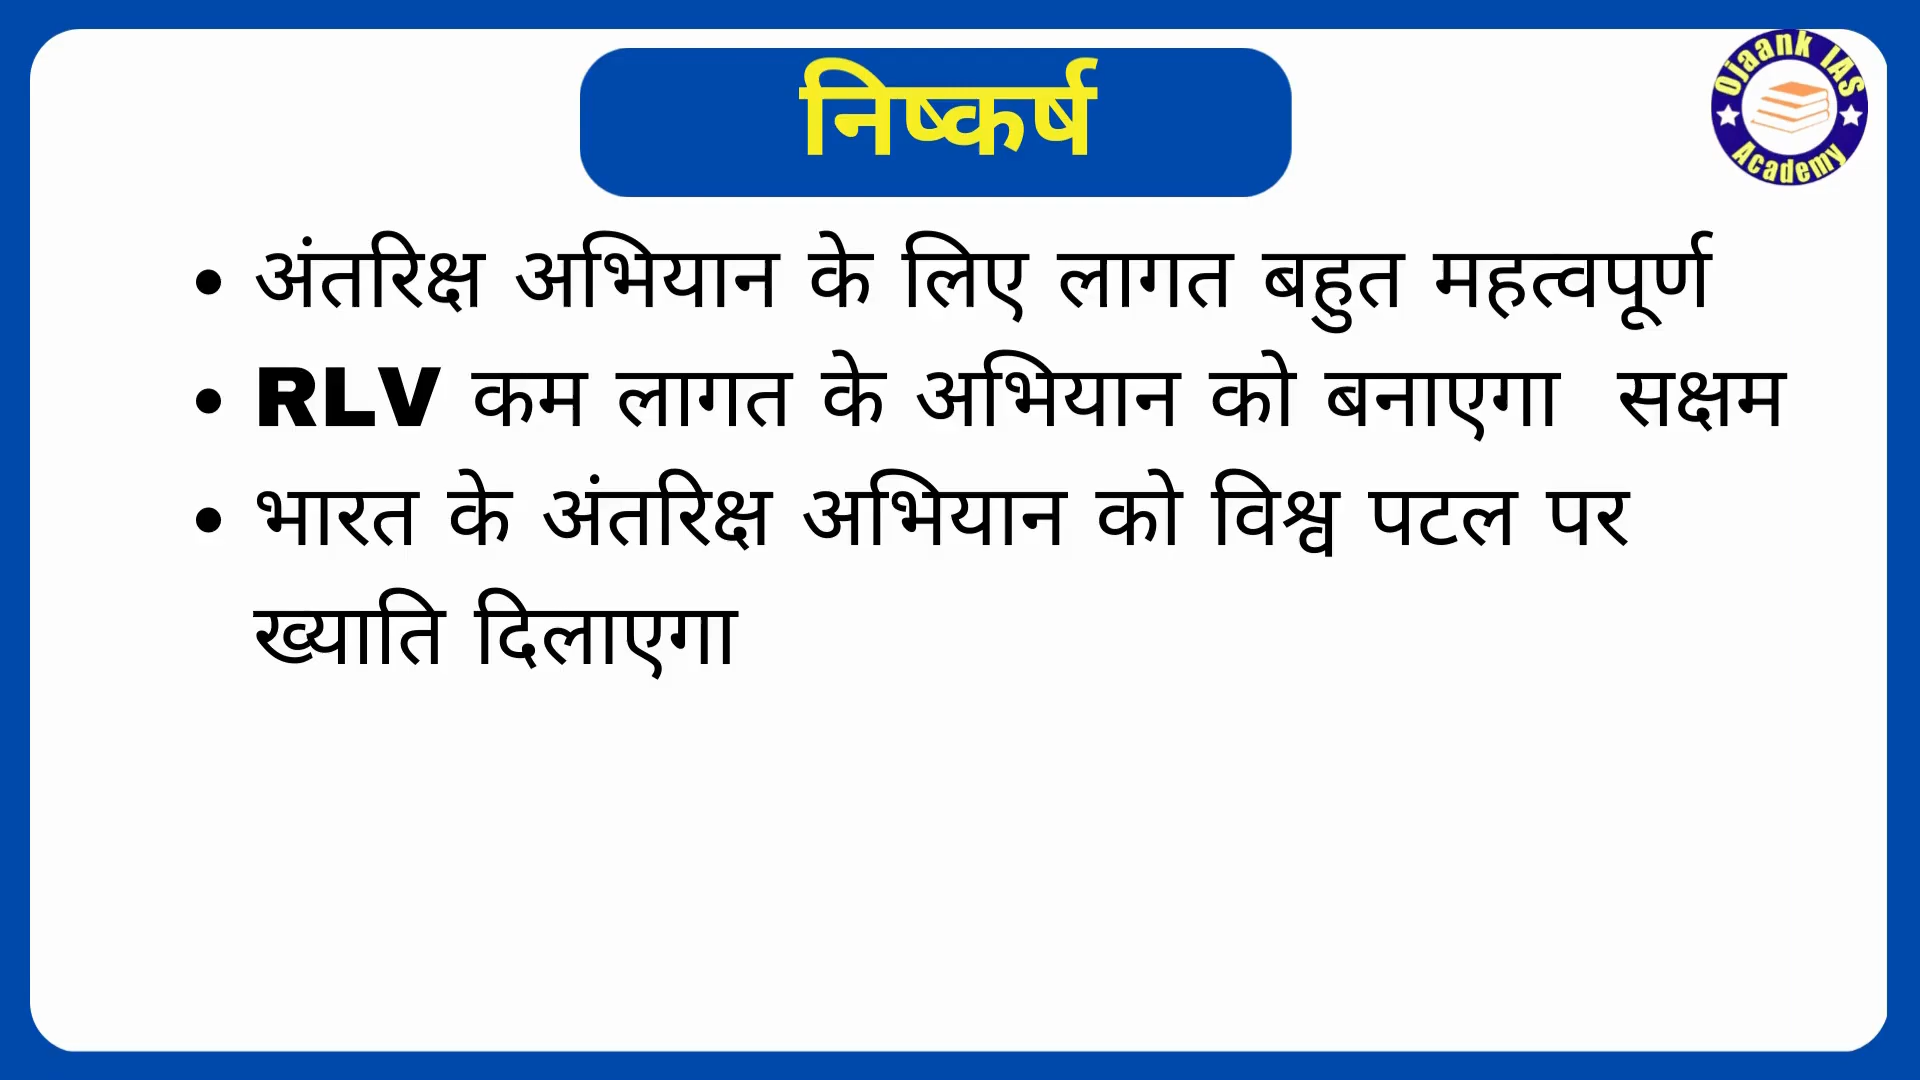 निष्कर्ष
Ojaank IAS
Academy
• अंतरिक्ष अभियान के लिए लागत बहुत महत्वपूर्ण
• RLV कम लागत के अभियान को बनाएगा सक्षम
• भारत के अंतरिक्ष अभियान को विश्व पटल पर
ख्याति दिलाएगा